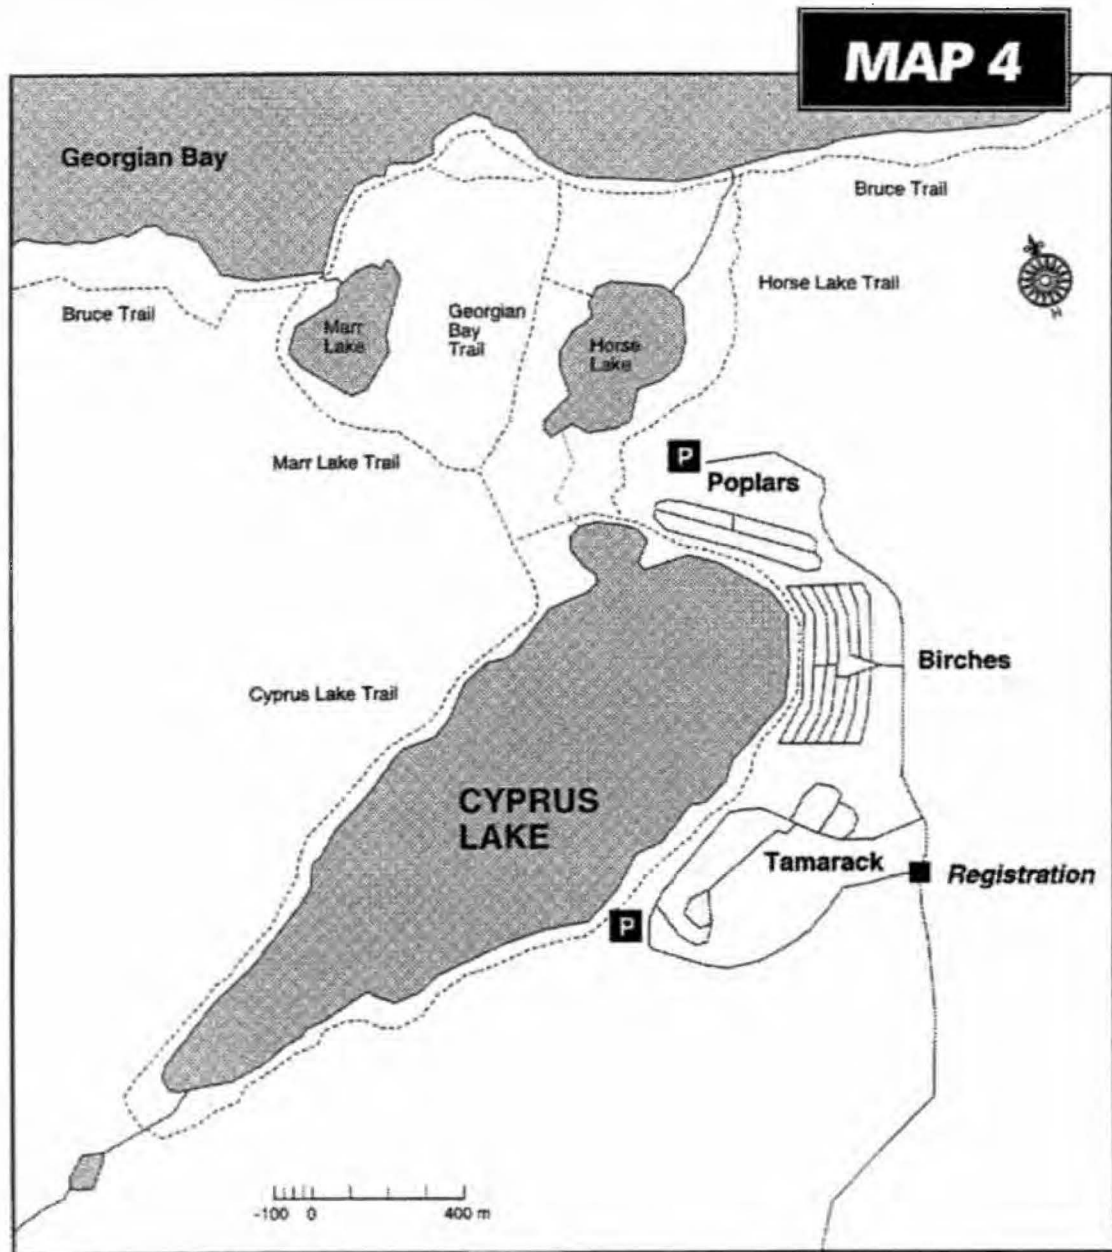 MAP 4
Georgian Bay
Bruce Trail
Bruce Trail
Horse Lake Trail
Georgian
Bay
Trail
Marr
Lake
Horse
Lake
Marr Lake Trail
P
Poplars
Birches
Cyprus Lake Trail
CYPRUS
LAKE
Tamarack
Registration
P
-100 0 400 m